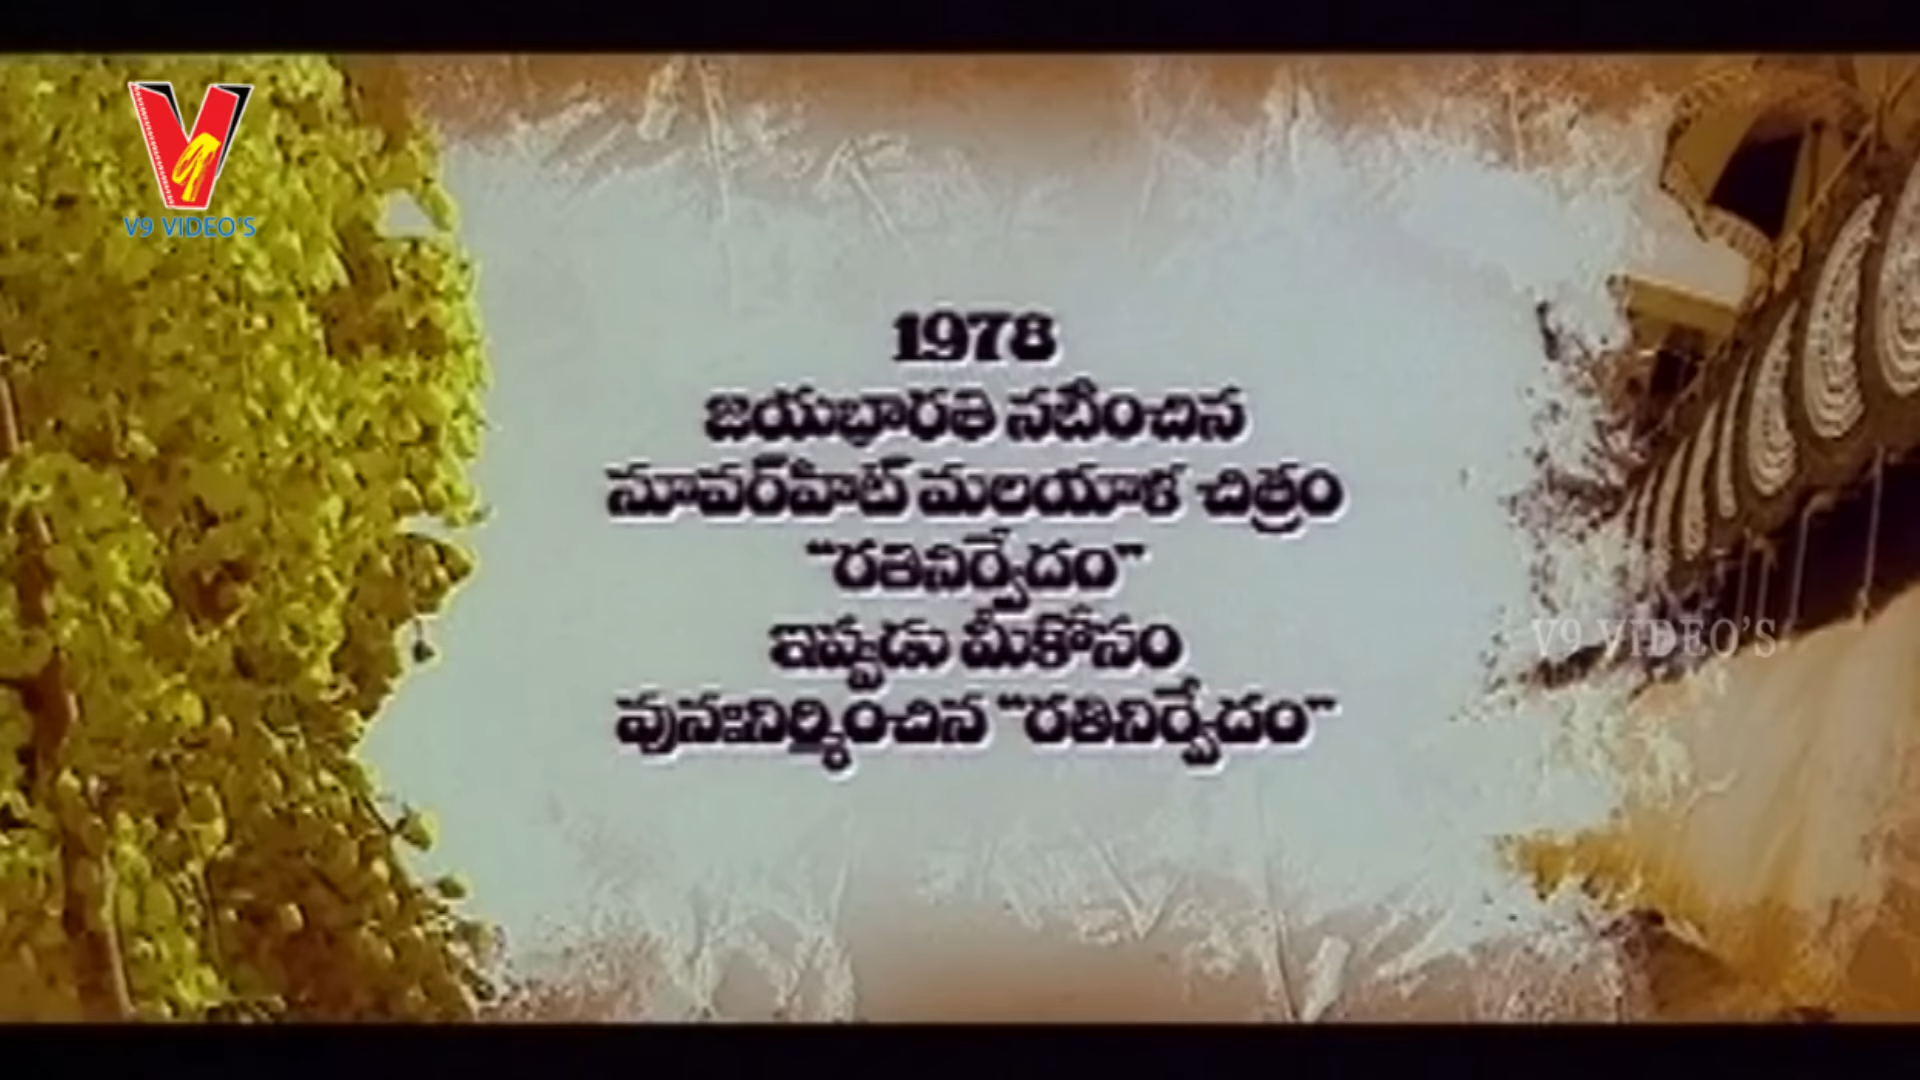 V9 VIDEO'S
1978
జయభారతి నటించిన
సూపర్‌హిట్ మలయాళ చిత్రం
"రతినిర్వేదం"
ఇప్పుడు మీకోసం
పునఃనిర్మించిన "రతినిర్వేదం"
V9 VIDEO'S